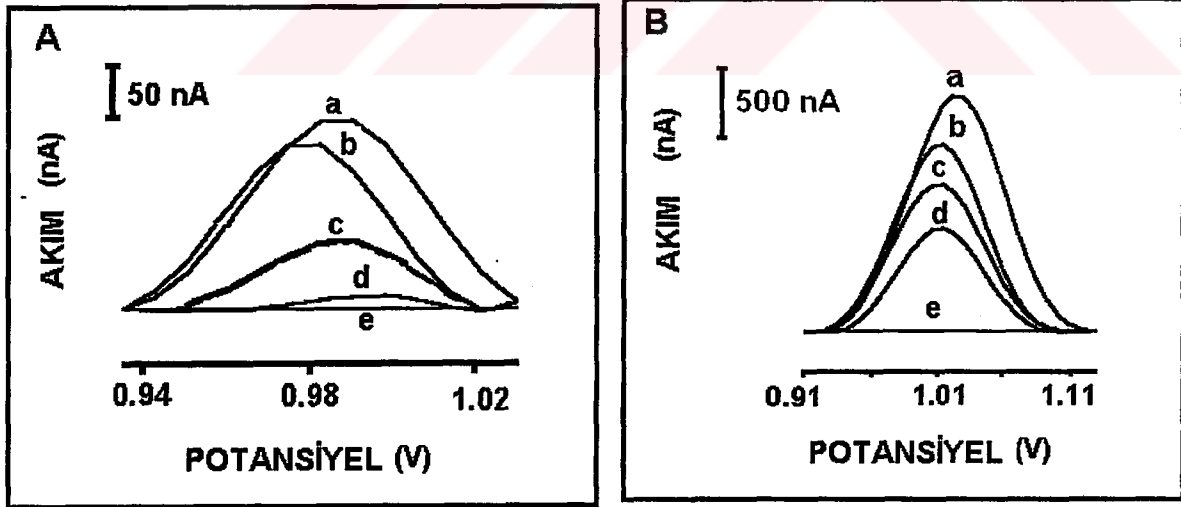 A
50 nA
a
b
c
d
e
AKIM (nA)
0.94 0.98 1.02
POTANSİYEL (V)
B
500 nA
a
b
c
d
e
AKIM (nA)
0.91 1.01 1.11
POTANSİYEL (V)